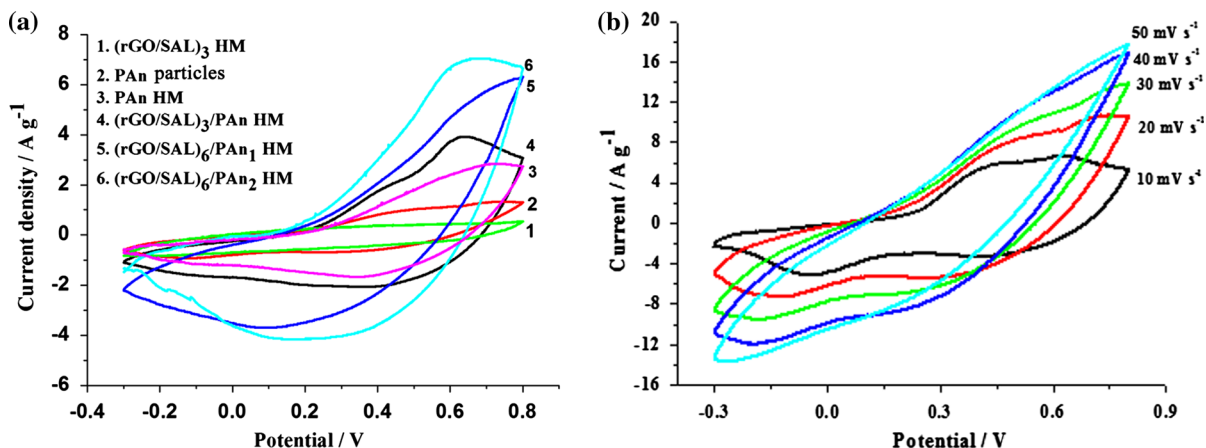 (a)
8
6
4
2
0
-2
-4
-6
Current density / A g-1
1. (rGO/SAL)3 HM
2. PAn particles
3. PAn HM
4. (rGO/SAL)3/PAn HM
5. (rGO/SAL)6/PAn1 HM
6. (rGO/SAL)6/PAn2 HM
6
5
4
3
2
1
-0.4 -0.2 0.0 0.2 0.4 0.6 0.8
Potential / V
(b)
20
16
12
8
4
0
-4
-8
-12
-16
Current / A g-1
50 mV s-1
40 mV s-1
30 mV s-1
20 mV s-1
10 mV s-1
-0.3 0.0 0.3 0.6 0.9
Potential / V